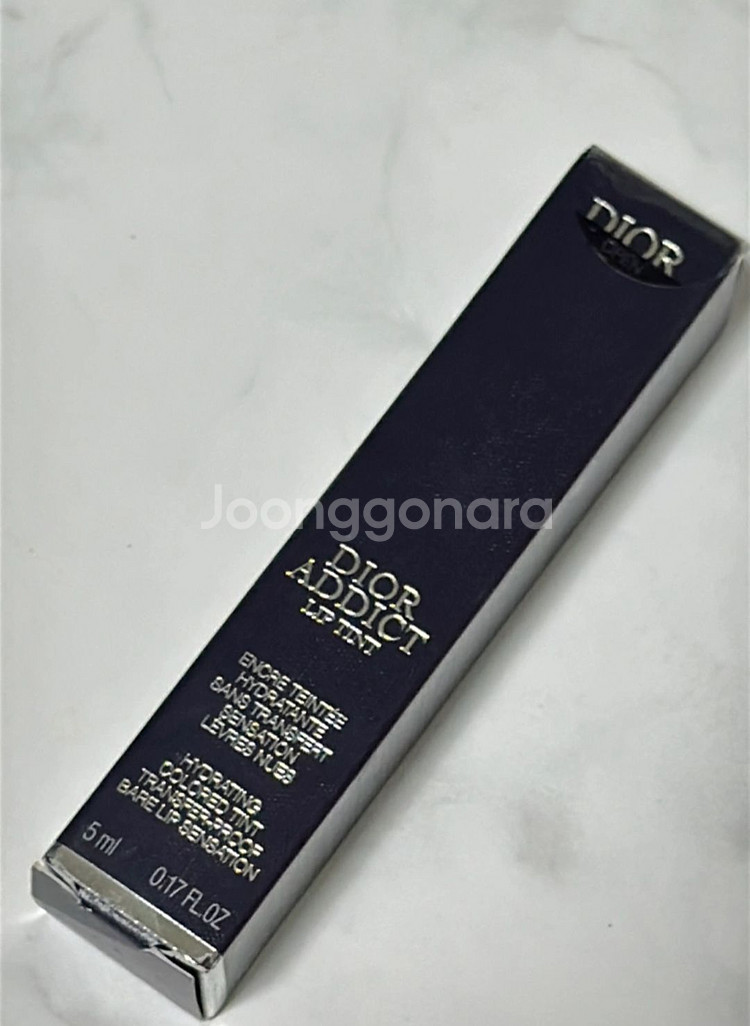 DIOR
OPEN
Joonggonara
DIOR
ADDICT
LIP TINT
ENCRE TEINTÉE
HYDRATANTE
SANS TRANSFERT
SENSATION
LÈVRES NUES
HYDRATING
COLORED TINT
TRANSFER-PROOF
BARE LIP SENSATION
5 ml 0.17 FL.OZ